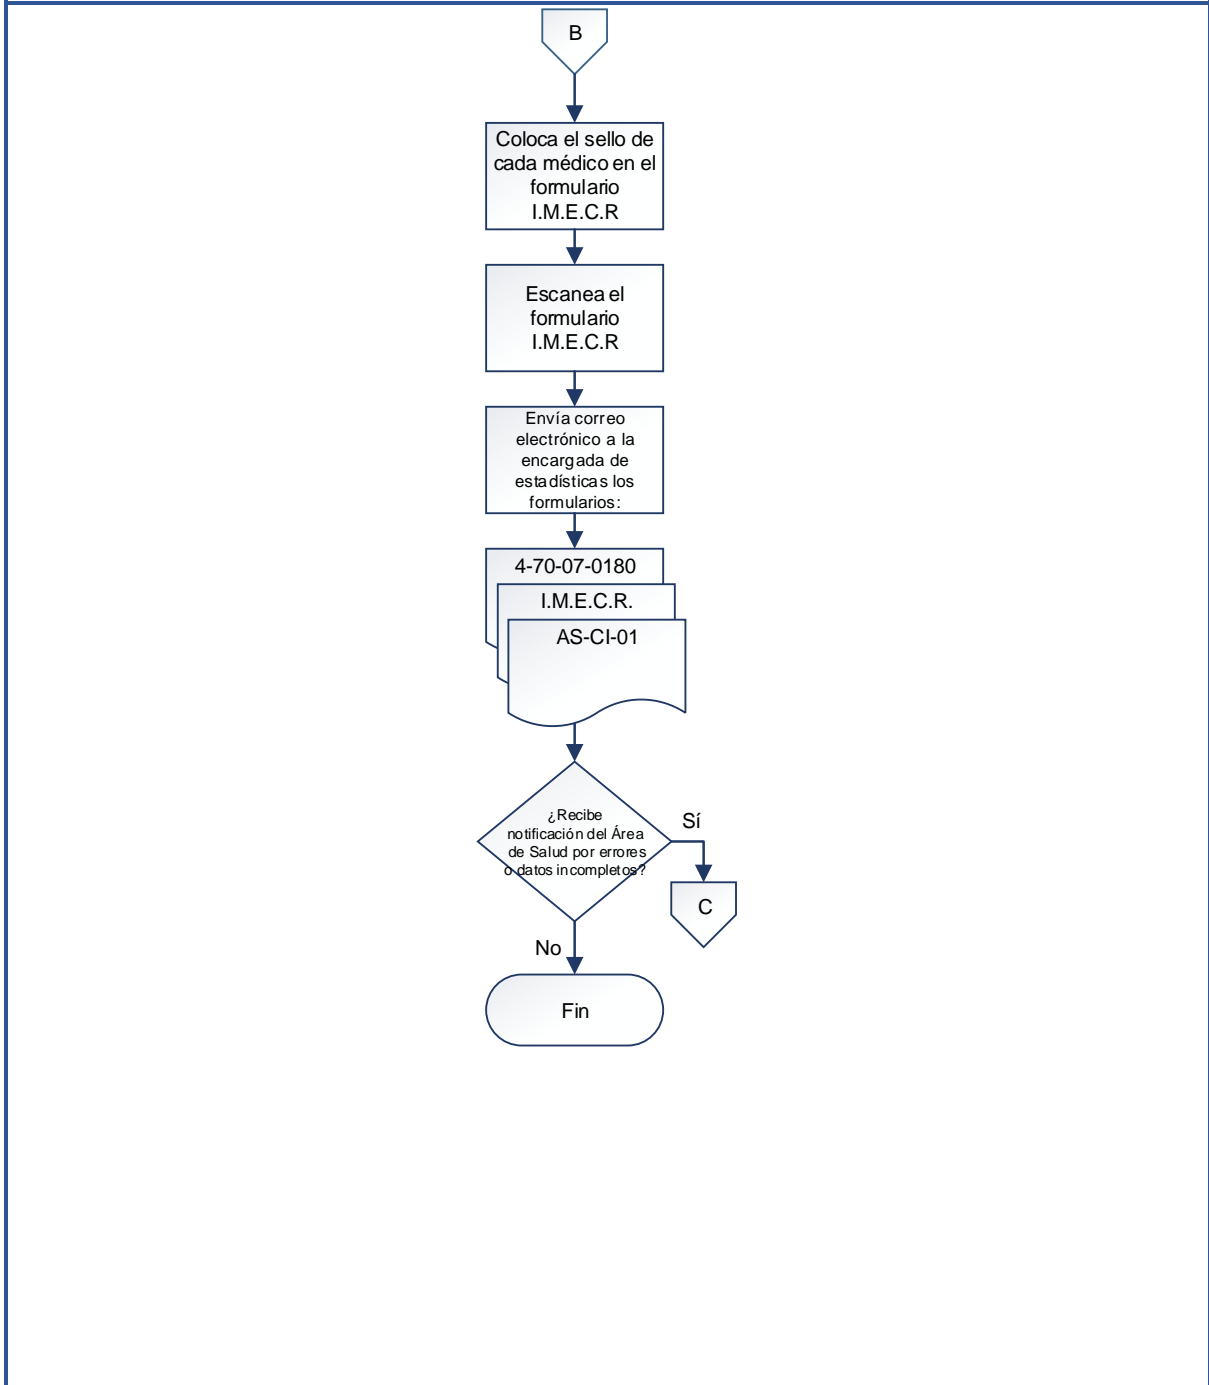 B
Coloca el sello de
cada médico en el
formulario
I.M.E.C.R
Escanea el
formulario
I.M.E.C.R
Envía correo
electrónico a la
encargada de
estadísticas los
formularios:
4-70-07-0180
I.M.E.C.R.
AS-CI-01
¿Recibe
notificación del Área
de Salud por errores
o datos incompletos?
Sí
C
No
Fin